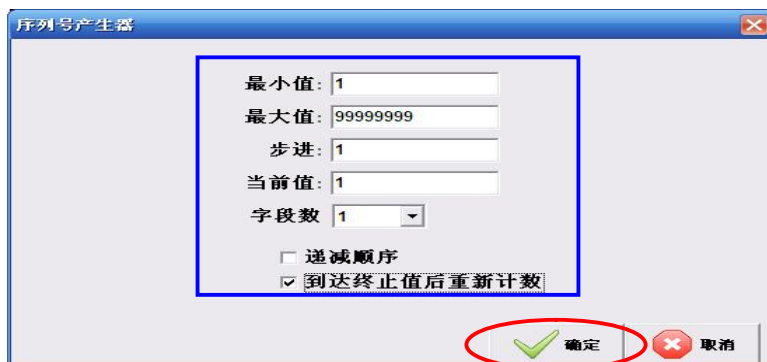 序列号产生器
最小值: 1
最大值: 99999999
步进: 1
当前值: 1
字段数 1
递减顺序
到达终止值后重新计数
确定 取消